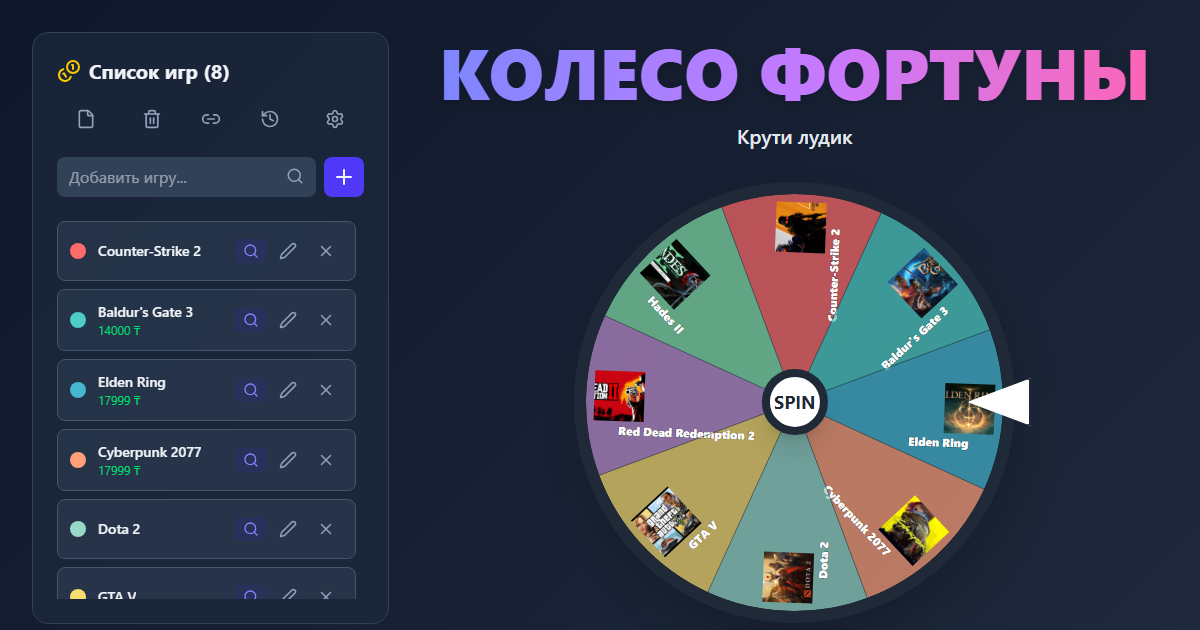 Список игр (8)
Добавить игру...
Counter-Strike 2
Baldur's Gate 3
14000 ₸
Elden Ring
17999 ₸
Cyberpunk 2077
17999 ₸
Dota 2
GTA V
КОЛЕСО ФОРТУНЫ
Крути лудик
Counter-Strike 2
Baldur's Gate 3
Elden Ring
Cyberpunk 2077
Dota 2
GTA V
Red Dead Redemption 2
Hades II
SPIN